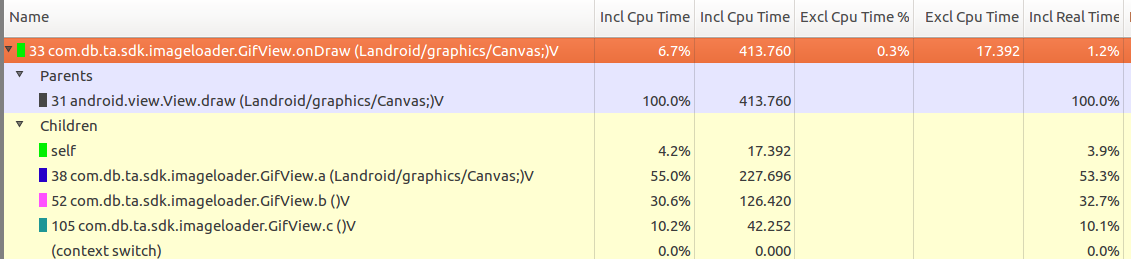 Name Incl Cpu Time Incl Cpu Time Excl Cpu Time % Excl Cpu Time Incl Real Time
33 com.db.ta.sdk.imageloader.GifView.onDraw (Landroid/graphics/Canvas;)V 6.7% 413.760 0.3% 17.392 1.2%
Parents
31 android.view.View.draw (Landroid/graphics/Canvas;)V 100.0% 413.760 100.0%
Children
self 4.2% 17.392 3.9%
38 com.db.ta.sdk.imageloader.GifView.a (Landroid/graphics/Canvas;)V 55.0% 227.696 53.3%
52 com.db.ta.sdk.imageloader.GifView.b ()V 30.6% 126.420 32.7%
105 com.db.ta.sdk.imageloader.GifView.c ()V 10.2% 42.252 10.1%
(context switch) 0.0% 0.000 0.0%